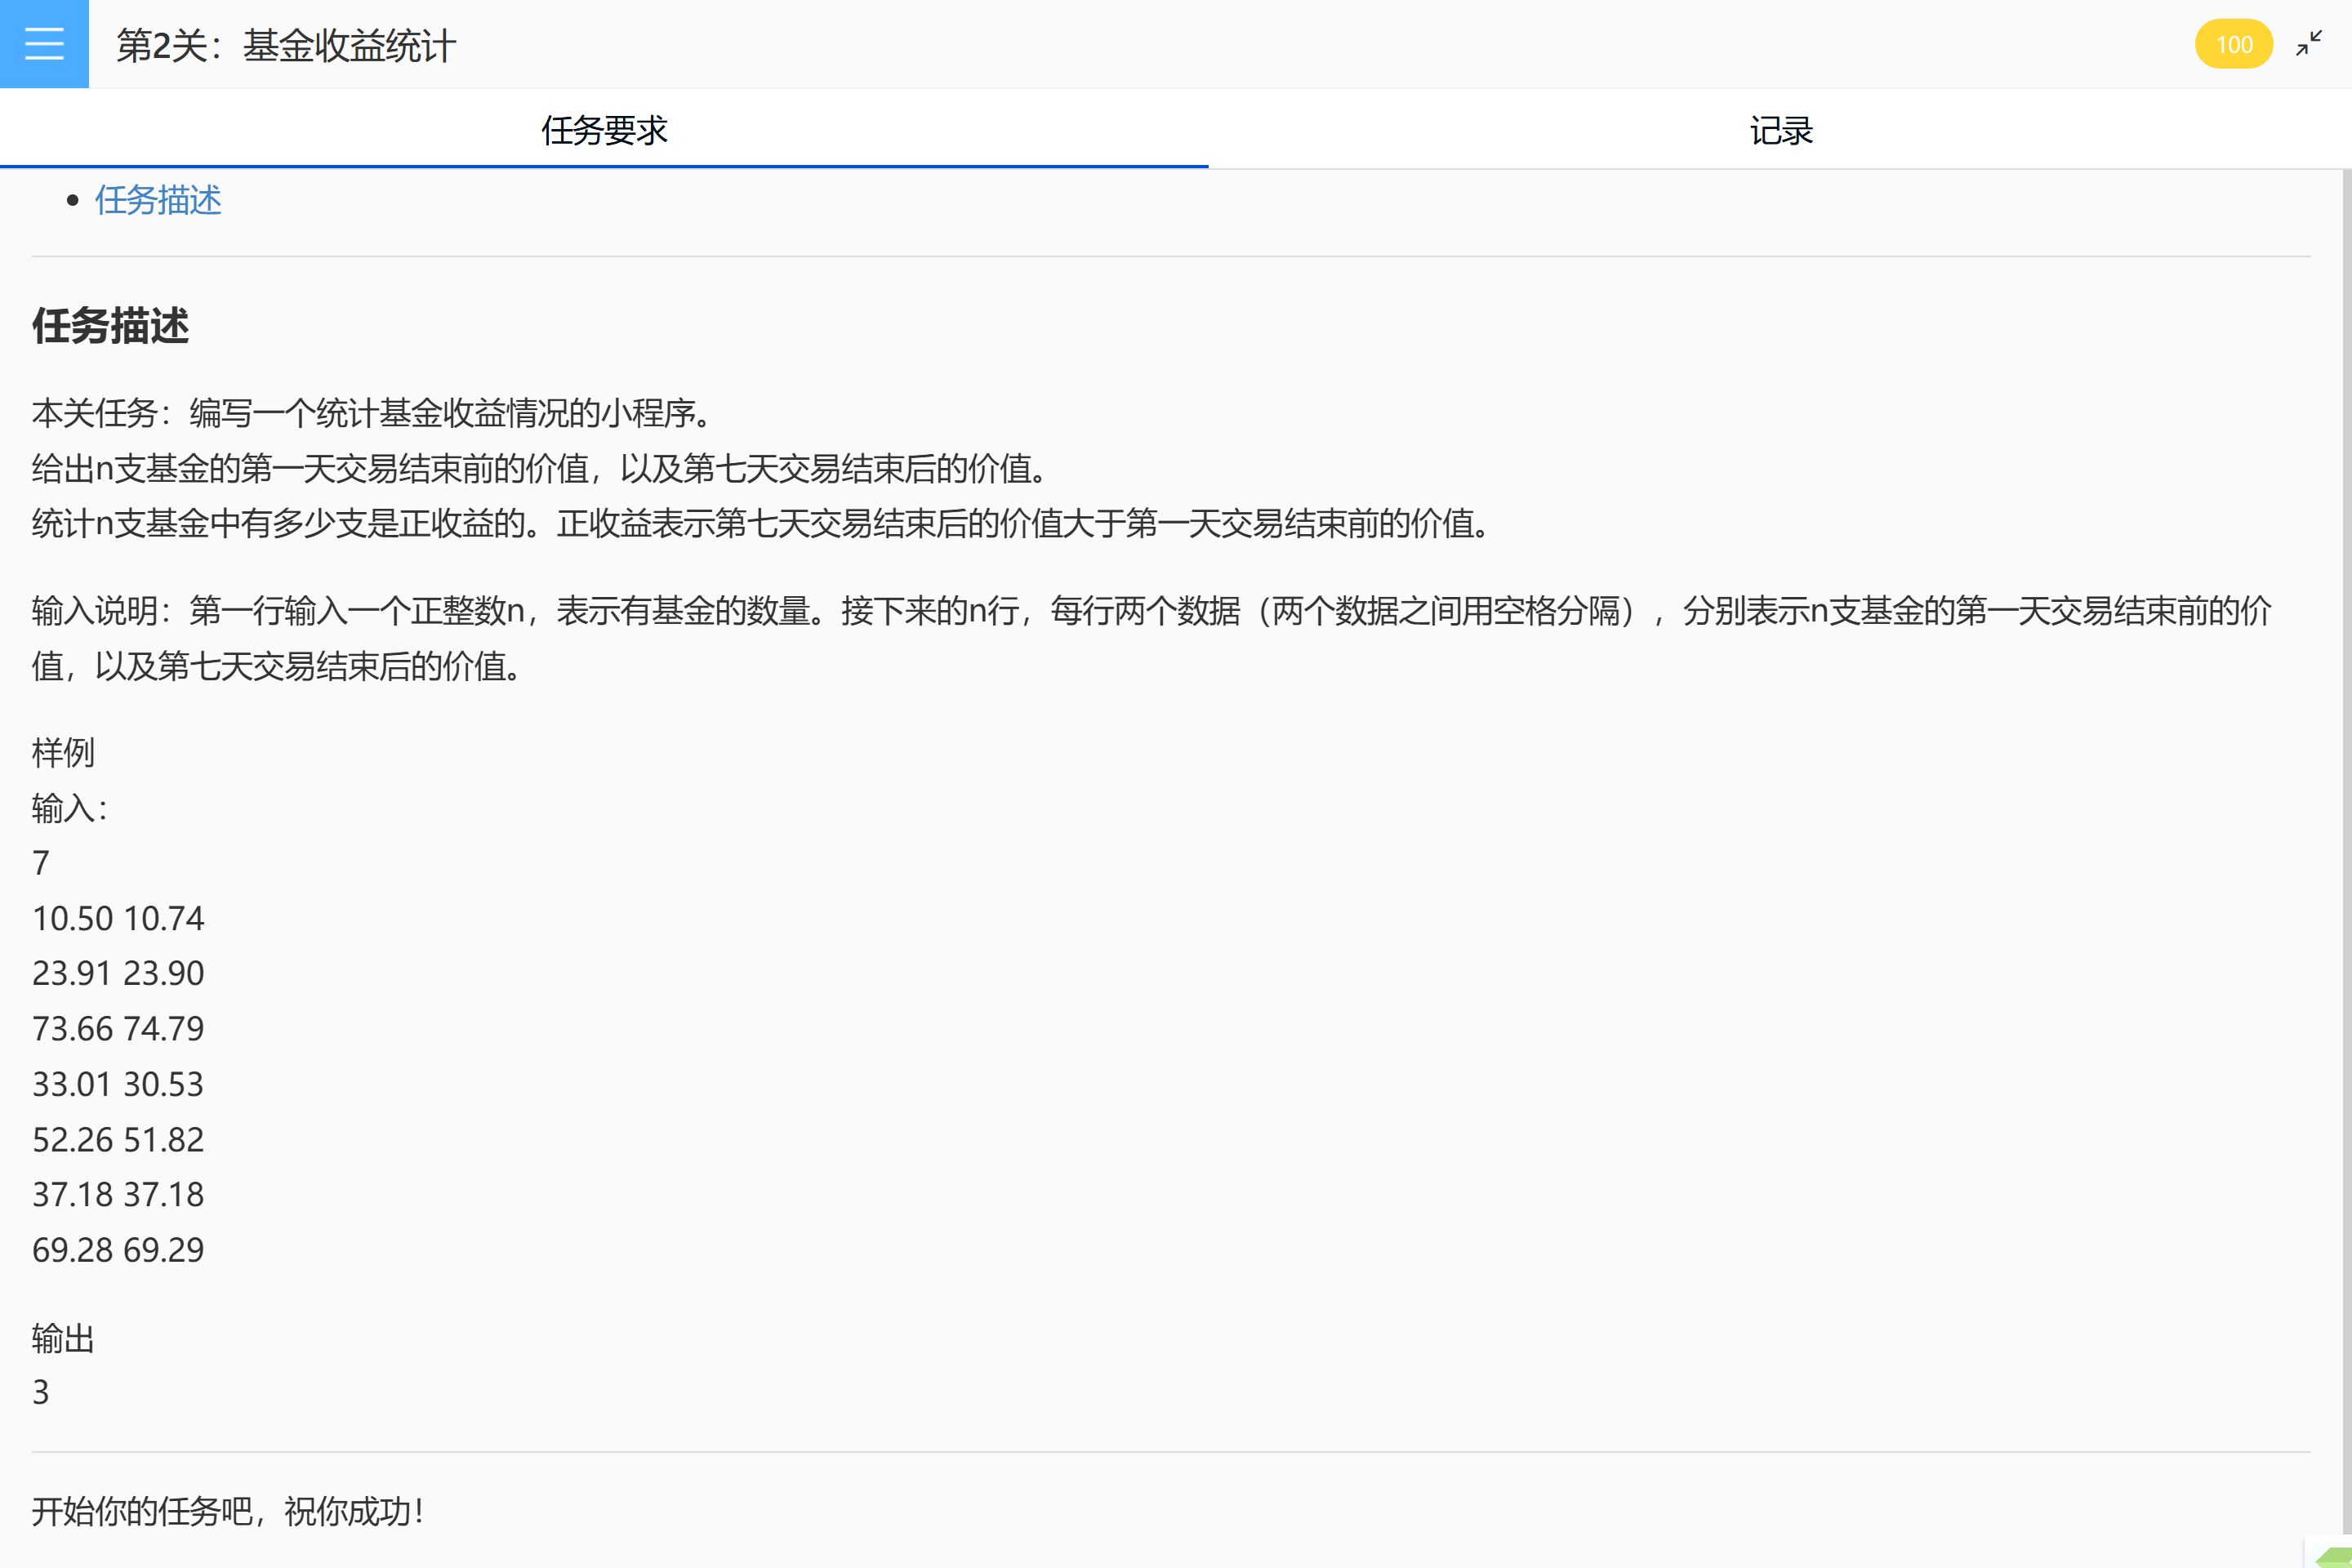 第2关：基金收益统计
100
任务要求
记录
任务描述
任务描述
本关任务：编写一个统计基金收益情况的小程序。
给出n支基金的第一天交易结束前的价值，以及第七天交易结束后的价值。
统计n支基金中有多少支是正收益的。正收益表示第七天交易结束后的价值大于第一天交易结束前的价值。
输入说明：第一行输入一个正整数n，表示有基金的数量。接下来的n行，每行两个数据（两个数据之间用空格分隔），分别表示n支基金的第一天交易结束前的价
值，以及第七天交易结束后的价值。
样例
输入：
7
10.50 10.74
23.91 23.90
73.66 74.79
33.01 30.53
52.26 51.82
37.18 37.18
69.28 69.29
输出
3
开始你的任务吧，祝你成功！